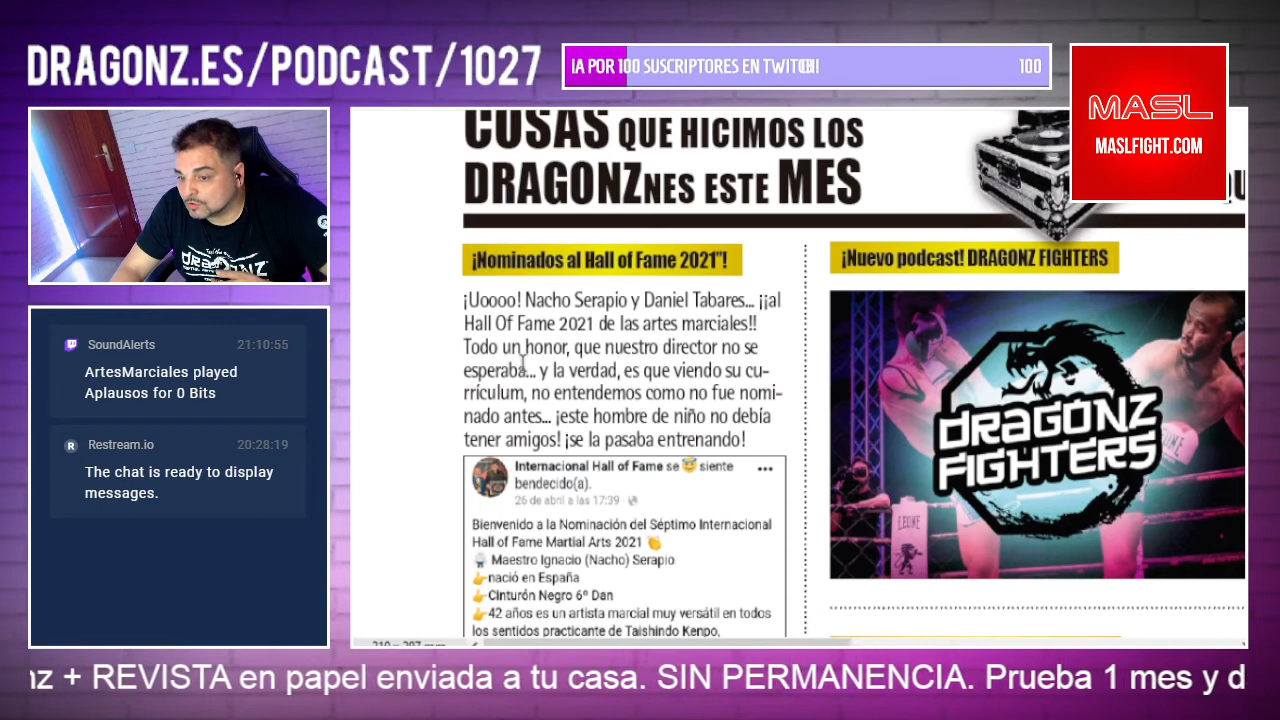 DRAGONZ.ES/PODCAST/1027
IA POR 100 SUSCRIPTORES EN TWITCH!
100
MASL
MASLFIGHT.COM
COSAS QUE HICIMOS LOS
DRAGONZNES ESTE MES
¡Nominados al Hall of Fame 2021"!
¡Uoooo! Nacho Serapio y Daniel Tabares... ¡¡al
Hall Of Fame 2021 de las artes marciales!!
Todo un honor, que nuestro director no se
esperaba... y la verdad, es que viendo su cu-
rrículum, no entendemos como no fue nomi-
nado antes... ¡este hombre de niño no debía
tener amigos! ¡se la pasaba entrenando!
Internacional Hall of Fame se 😇 siente
bendecido(a).
26 de abril a las 17:39
Bienvenido a la Nominación del Séptimo Internacional
Hall of Fame Martial Arts 2021 👏
Maestro Ignacio (Nacho) Serapio
👉nació en España
👉Cinturón Negro 6º Dan
👉42 años es un artista marcial muy versátil en todos
los sentidos practicante de Taishindo Kenpo,
¡Nuevo podcast! DRAGONZ FIGHTERS
DRAGONZ
FIGHTERS
LEONE
LEONE
DRAGONZ
SoundAlerts 21:10:55
ArtesMarciales played
Aplausos for 0 Bits
Restream.io 20:28:19
The chat is ready to display
messages.
nz + REVISTA en papel enviada a tu casa. SIN PERMANENCIA. Prueba 1 mes y d